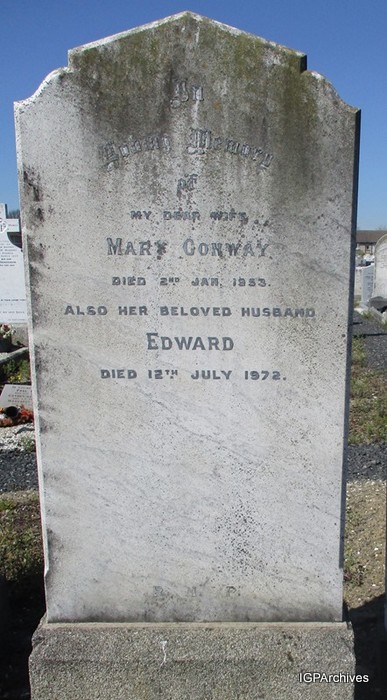 In
Loving Memory
of
MY DEAR WIFE
MARY CONWAY
DIED 2ND JAN. 1953.
ALSO HER BELOVED HUSBAND
EDWARD
DIED 12TH JULY 1972.
IGPArchives